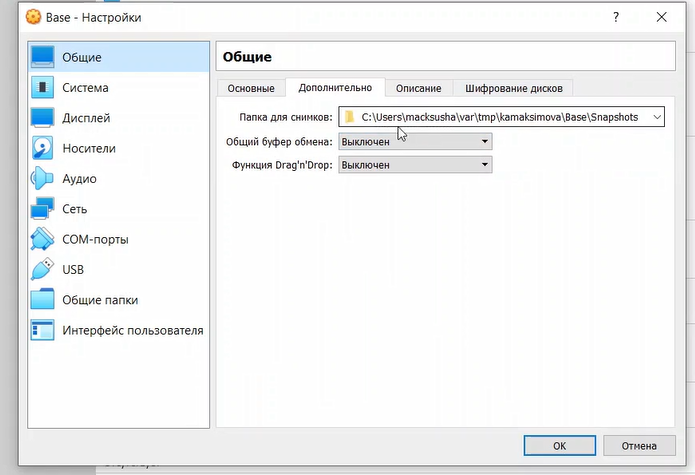 Base - Настройки
?
Общие
Система
Дисплей
Носители
Аудио
Сеть
COM-порты
USB
Общие папки
Интерфейс пользователя
Общие
Основные
Дополнительно
Описание
Шифрование дисков
Папка для снимков: C:\Users\macksusha\var\tmp\kamaksimova\Base\Snapshots
Общий буфер обмена: Выключен
Функция Drag'n'Drop: Выключен
OK
Отмена